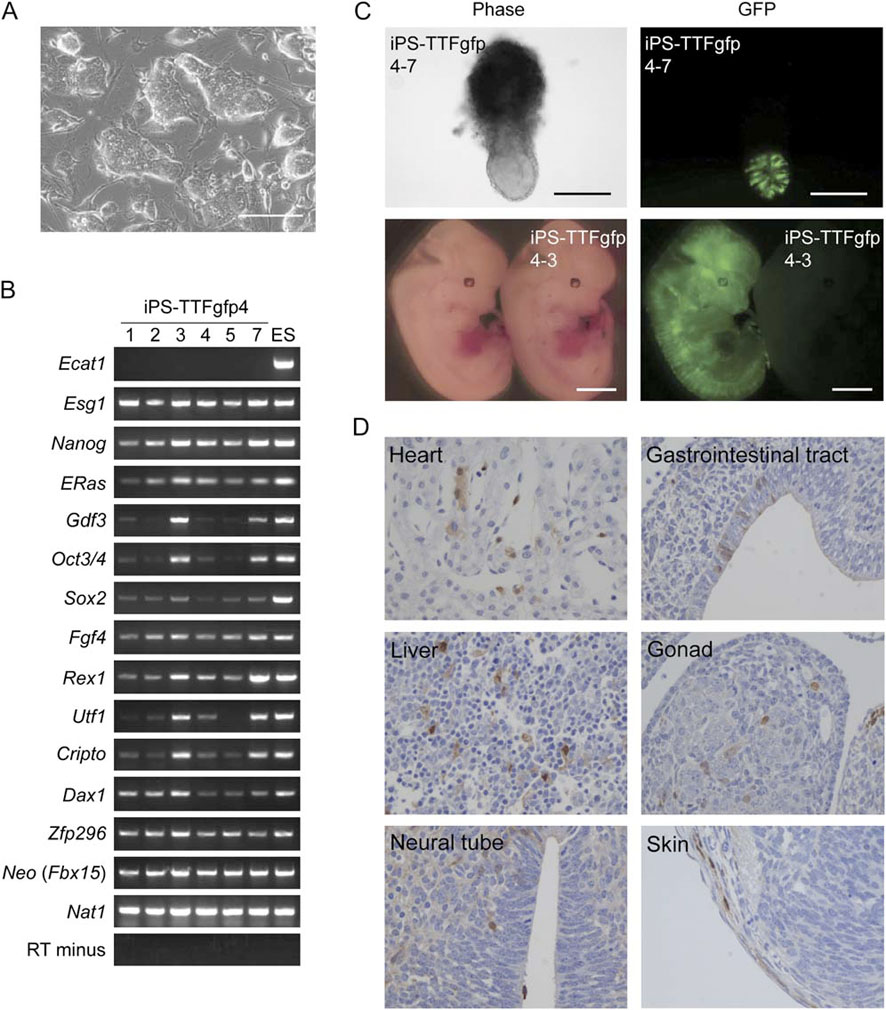 A
B
iPS-TTFgfp4
1 2 3 4 5 7 ES
Ecat1
Esg1
Nanog
ERas
Gdf3
Oct3/4
Sox2
Fgf4
Rex1
Utf1
Cripto
Dax1
Zfp296
Neo (Fbx15)
Nat1
RT minus
C
Phase
GFP
iPS-TTFgfp
4-7
iPS-TTFgfp
4-7
iPS-TTFgfp
4-3
iPS-TTFgfp
4-3
D
Heart
Gastrointestinal tract
Liver
Gonad
Neural tube
Skin